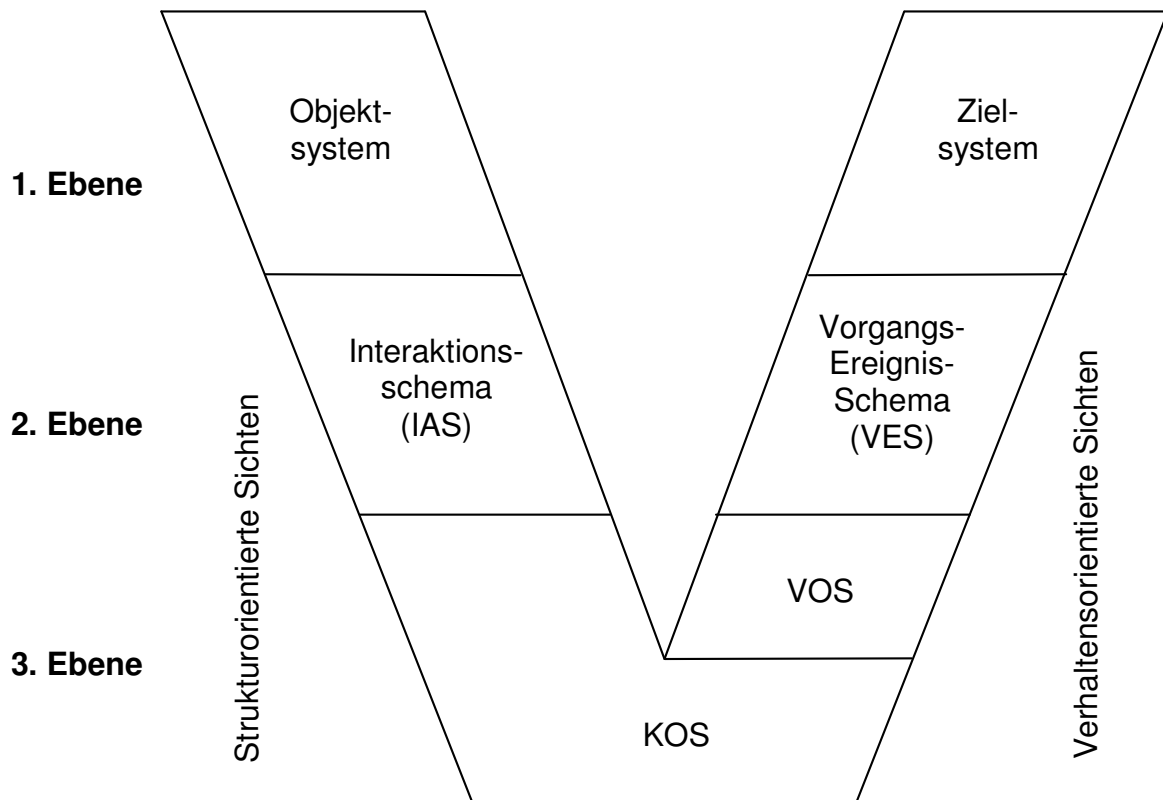 Objekt-
system
Ziel-
system
1. Ebene
Interaktions-
schema
(IAS)
Vorgangs-
Ereignis-
Schema
(VES)
2. Ebene
Strukturorientierte Sichten
Verhaltensorientierte Sichten
VOS
3. Ebene
KOS